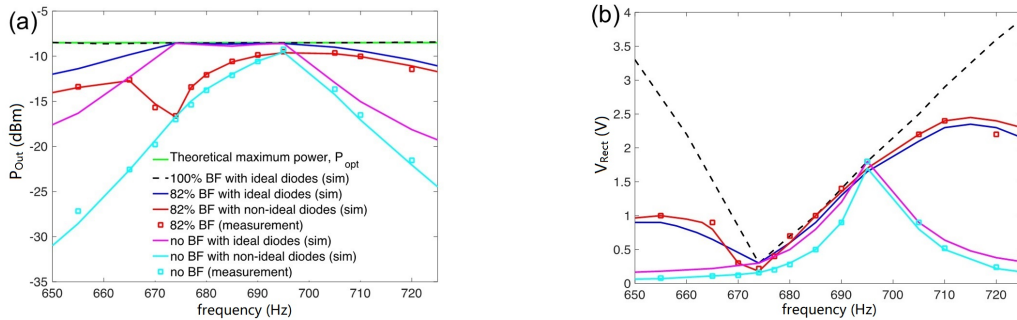 (a)
-5
-10
-15
-20
-25
-30
-35
P_Out (dBm)
Theoretical maximum power, P_opt
100% BF with ideal diodes (sim)
82% BF with ideal diodes (sim)
82% BF with non-ideal diodes (sim)
82% BF (measurement)
no BF with ideal diodes (sim)
no BF with non-ideal diodes (sim)
no BF (measurement)
650 660 670 680 690 700 710 720
frequency (Hz)
(b)
4
3.5
3
2.5
2
1.5
1
0.5
0
V_Rect (V)
650 660 670 680 690 700 710 720
frequency (Hz)